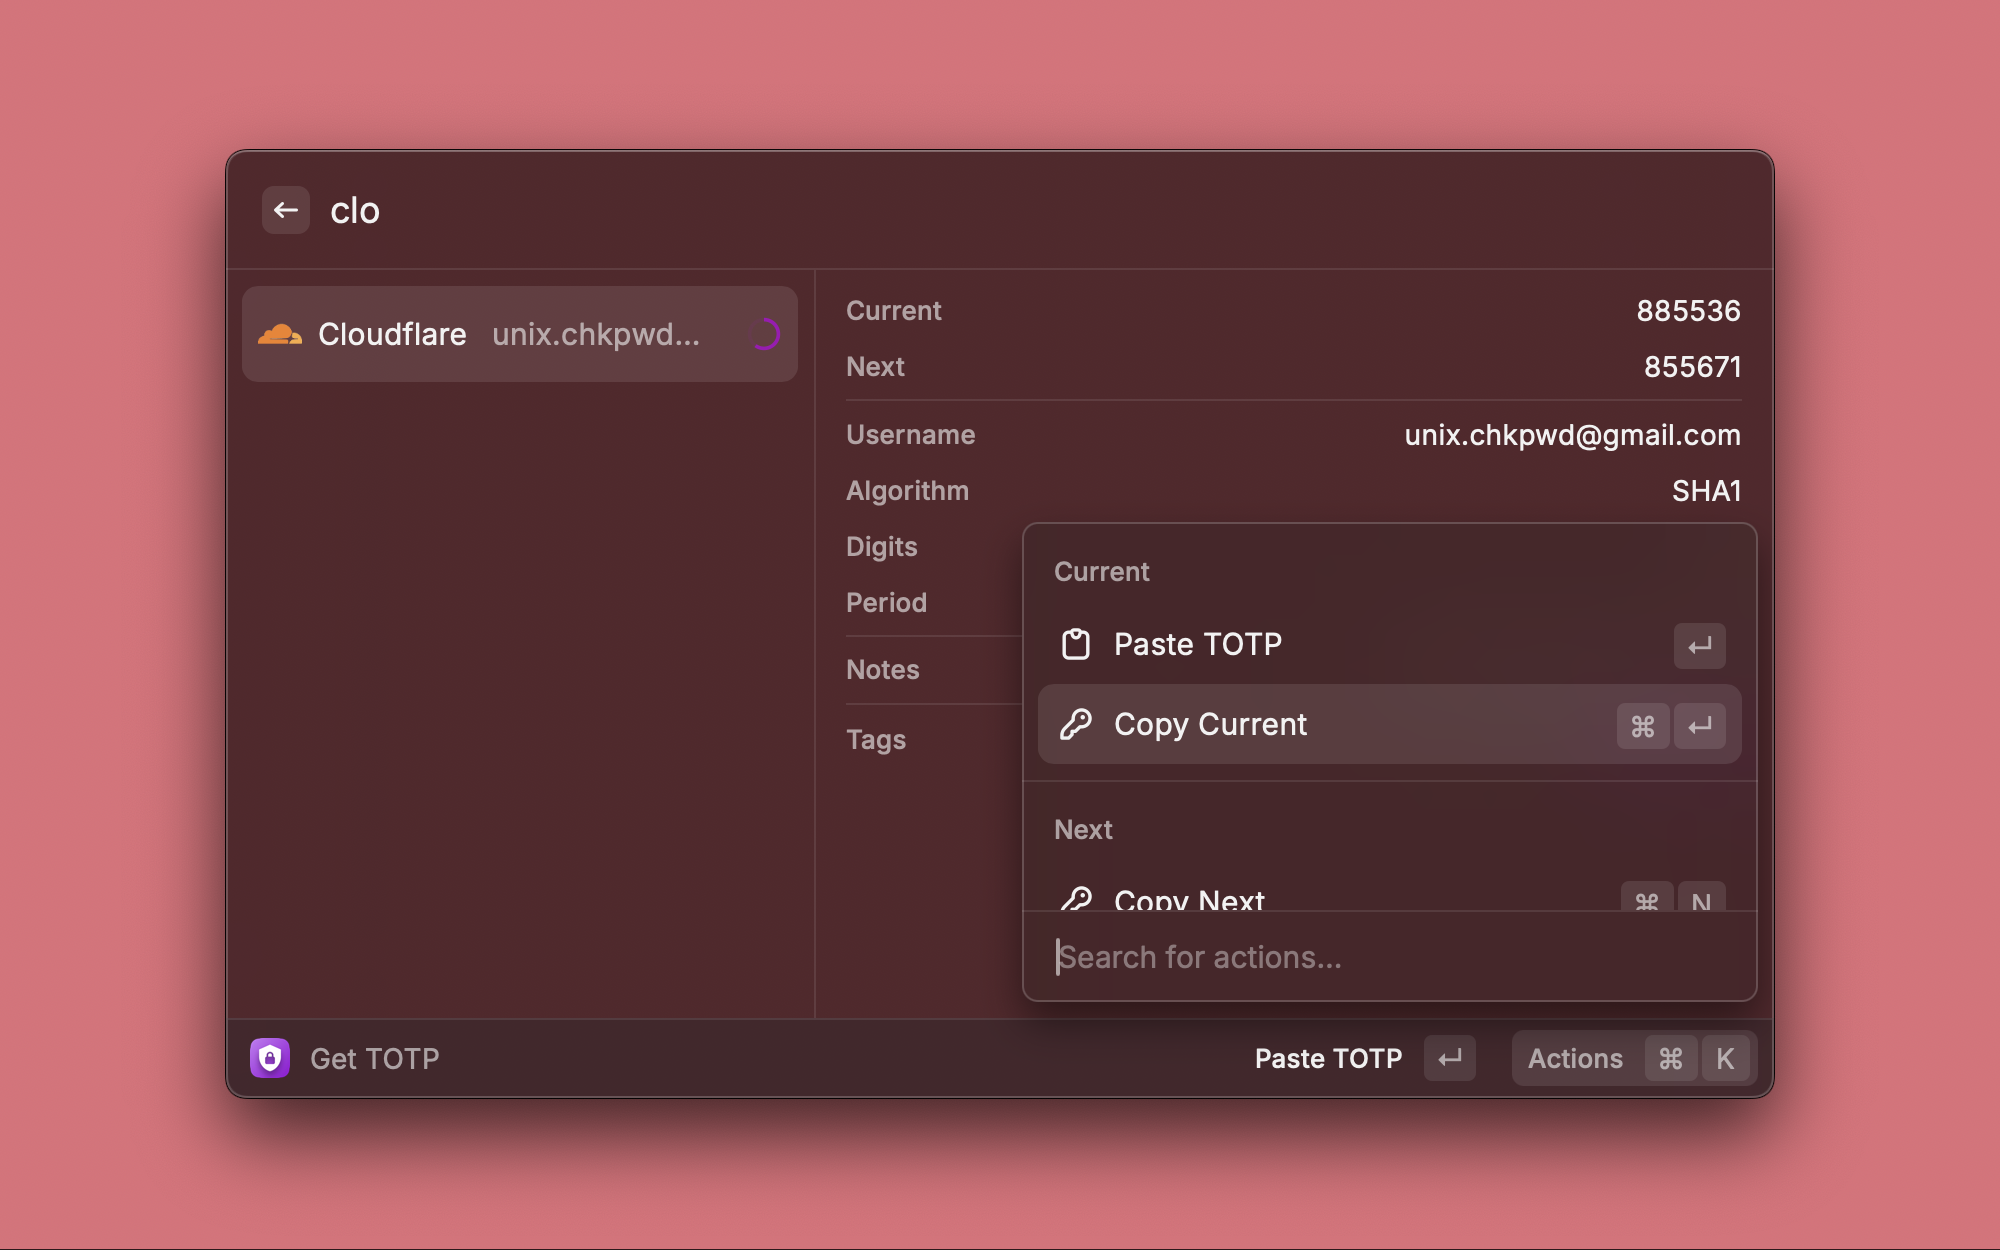 clo
Cloudflare unix.chkpwd...
Current 885536
Next 855671
Username unix.chkpwd@gmail.com
Algorithm SHA1
Digits
Period
Notes
Tags
Current
Paste TOTP ↵
Copy Current ⌘ ↵
Next
Copy Next ⌘ N
Search for actions...
Get TOTP
Paste TOTP ↵ Actions ⌘ K